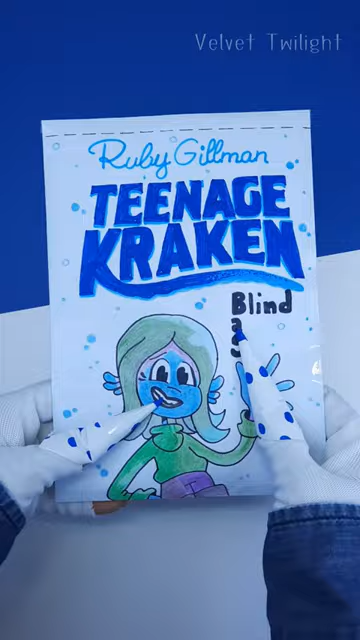 Velvet Twilight
Ruby Gillman
TEENAGE
KRAKEN
Blind